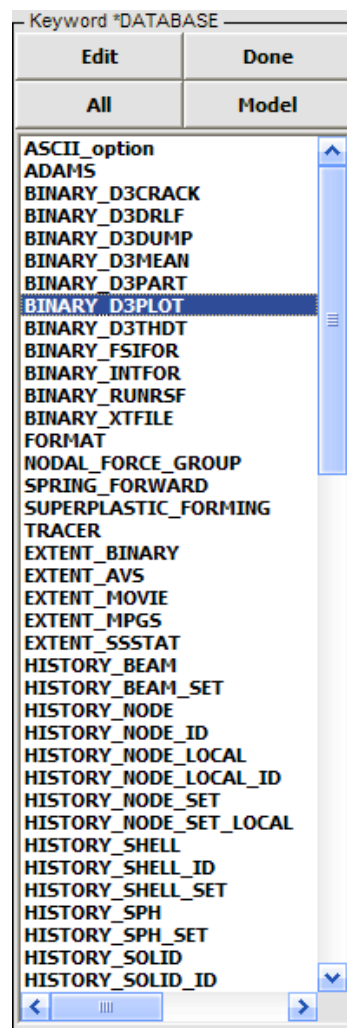 Keyword *DATABASE
Edit Done
All Model
ASCII_option
ADAMS
BINARY_D3CRACK
BINARY_D3DRLF
BINARY_D3DUMP
BINARY_D3MEAN
BINARY_D3PART
BINARY_D3PLOT
BINARY_D3THDT
BINARY_FSIFOR
BINARY_INTFOR
BINARY_RUNRSF
BINARY_XTFILE
FORMAT
NODAL_FORCE_GROUP
SPRING_FORWARD
SUPERPLASTIC_FORMING
TRACER
EXTENT_BINARY
EXTENT_AVS
EXTENT_MOVIE
EXTENT_MPGS
EXTENT_SSSTAT
HISTORY_BEAM
HISTORY_BEAM_SET
HISTORY_NODE
HISTORY_NODE_ID
HISTORY_NODE_LOCAL
HISTORY_NODE_LOCAL_ID
HISTORY_NODE_SET
HISTORY_NODE_SET_LOCAL
HISTORY_SHELL
HISTORY_SHELL_ID
HISTORY_SHELL_SET
HISTORY_SPH
HISTORY_SPH_SET
HISTORY_SOLID
HISTORY_SOLID_ID